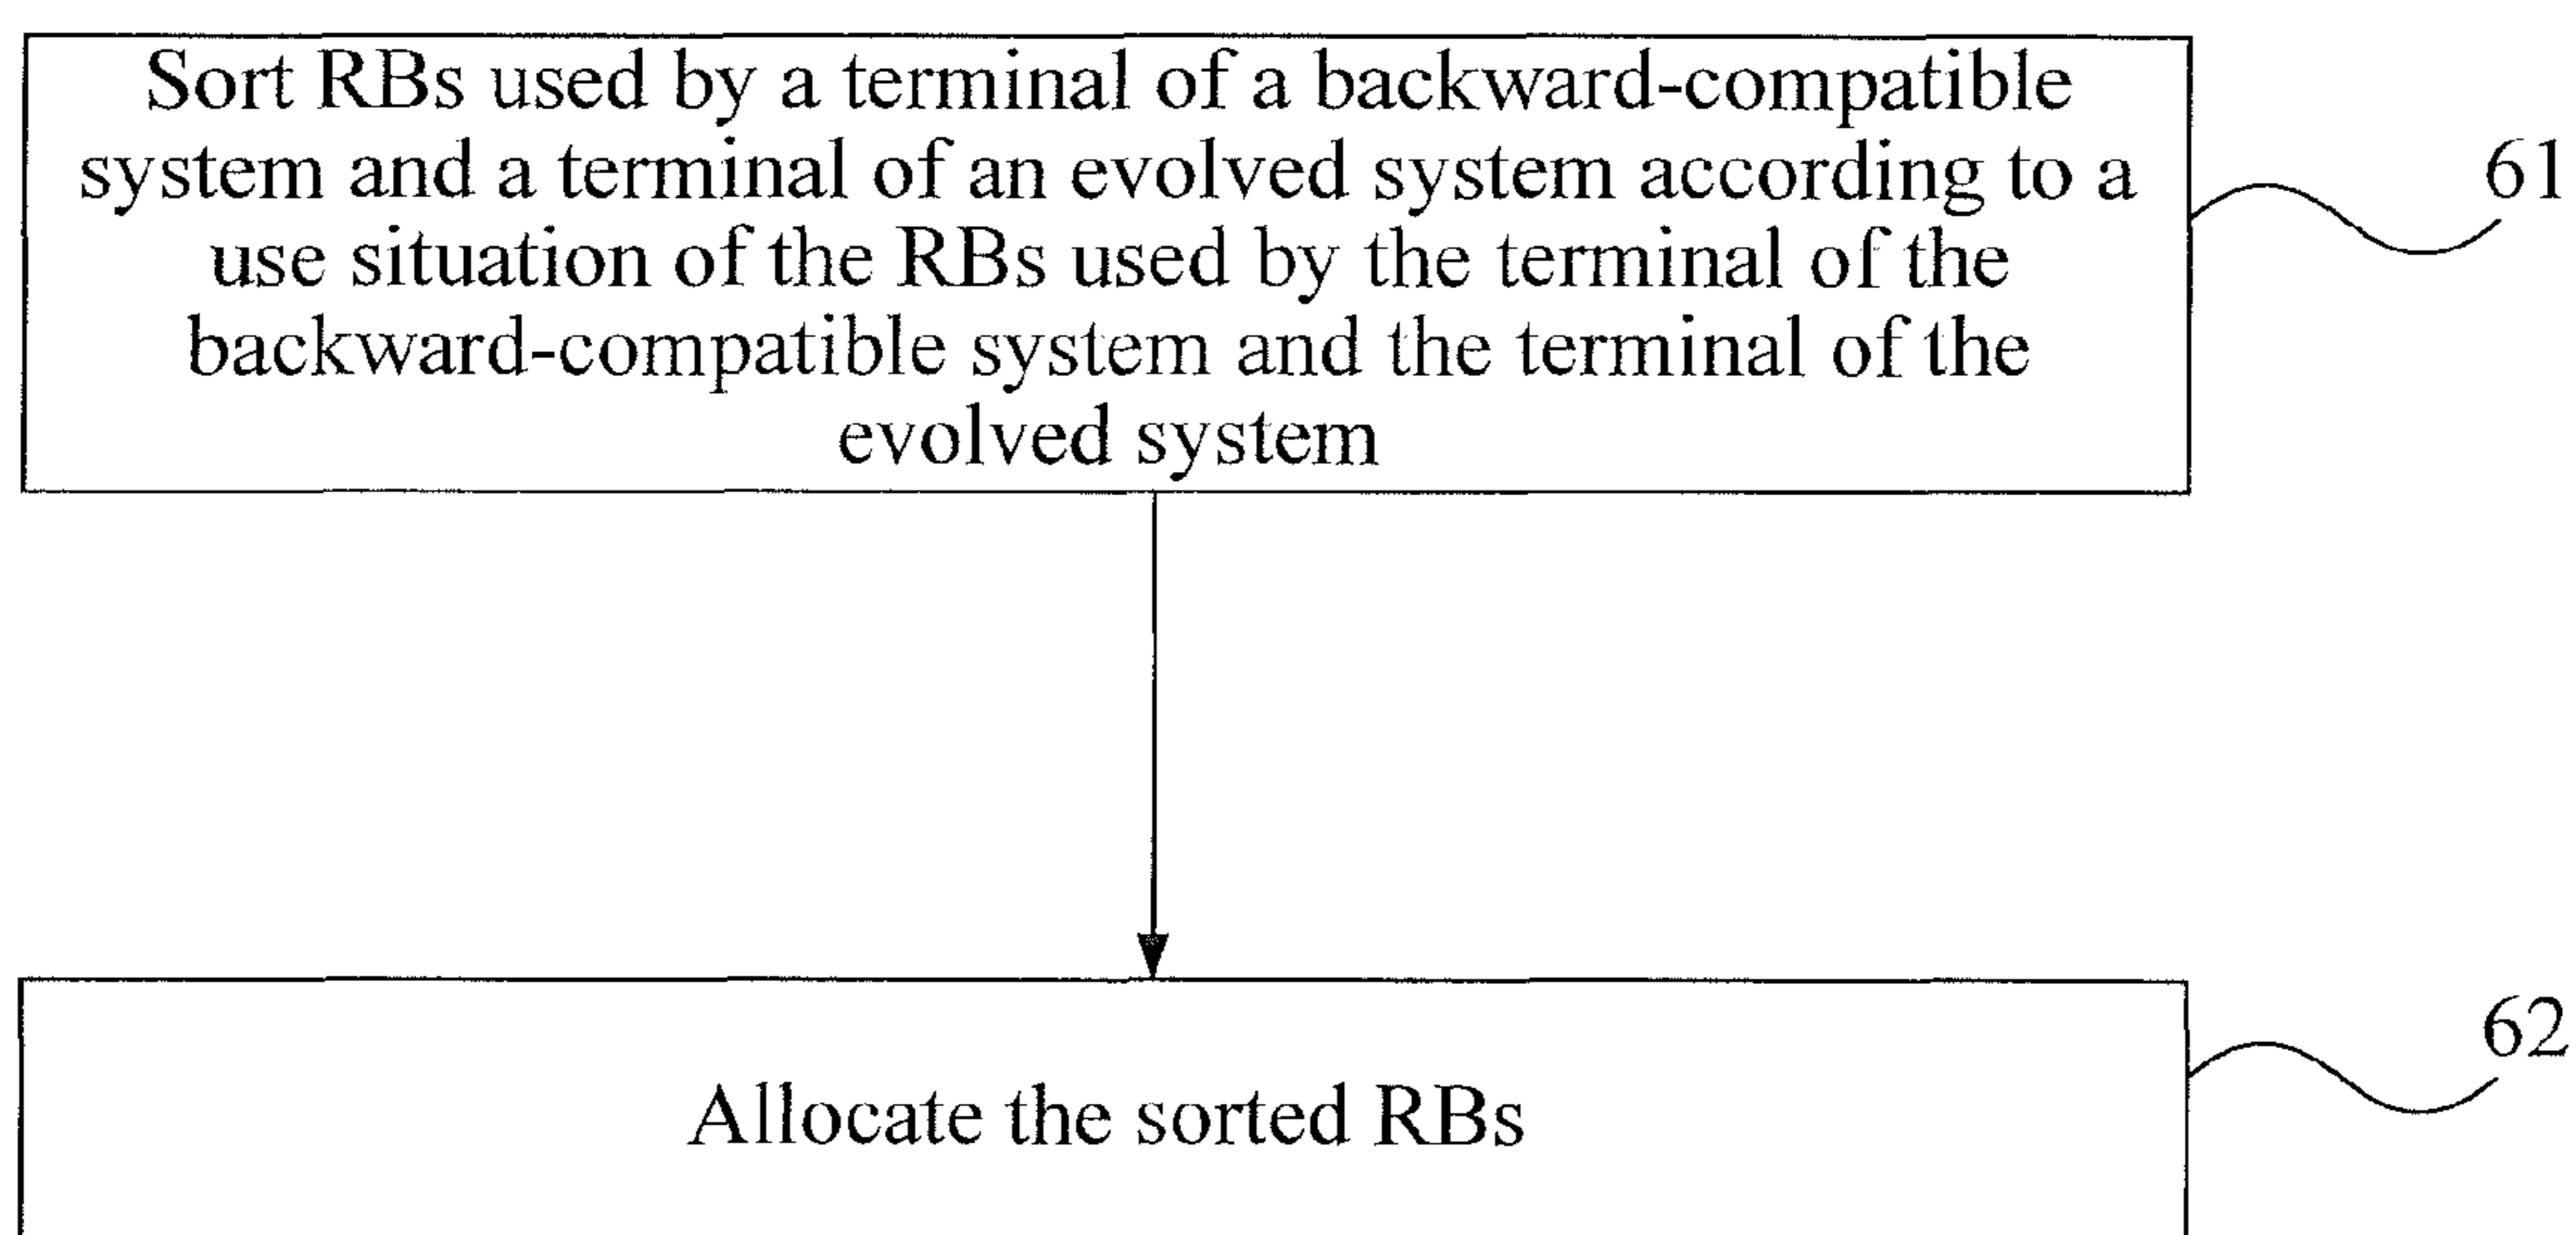 Sort RBs used by a terminal of a backward-compatible
system and a terminal of an evolved system according to a
use situation of the RBs used by the terminal of the
backward-compatible system and the terminal of the
evolved system
61
62
Allocate the sorted RBs